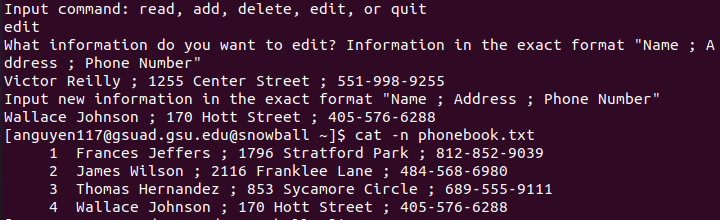 Input command: read, add, delete, edit, or quit
edit
What information do you want to edit? Information in the exact format "Name ; A
ddress ; Phone Number"
Victor Reilly ; 1255 Center Street ; 551-998-9255
Input new information in the exact format "Name ; Address ; Phone Number"
Wallace Johnson ; 170 Hott Street ; 405-576-6288
[anguyen117@gsuad.gsu.edu@snowball ~]$ cat -n phonebook.txt
1 Frances Jeffers ; 1796 Stratford Park ; 812-852-9039
2 James Wilson ; 2116 Franklee Lane ; 484-568-6980
3 Thomas Hernandez ; 853 Sycamore Circle ; 689-555-9111
4 Wallace Johnson ; 170 Hott Street ; 405-576-6288